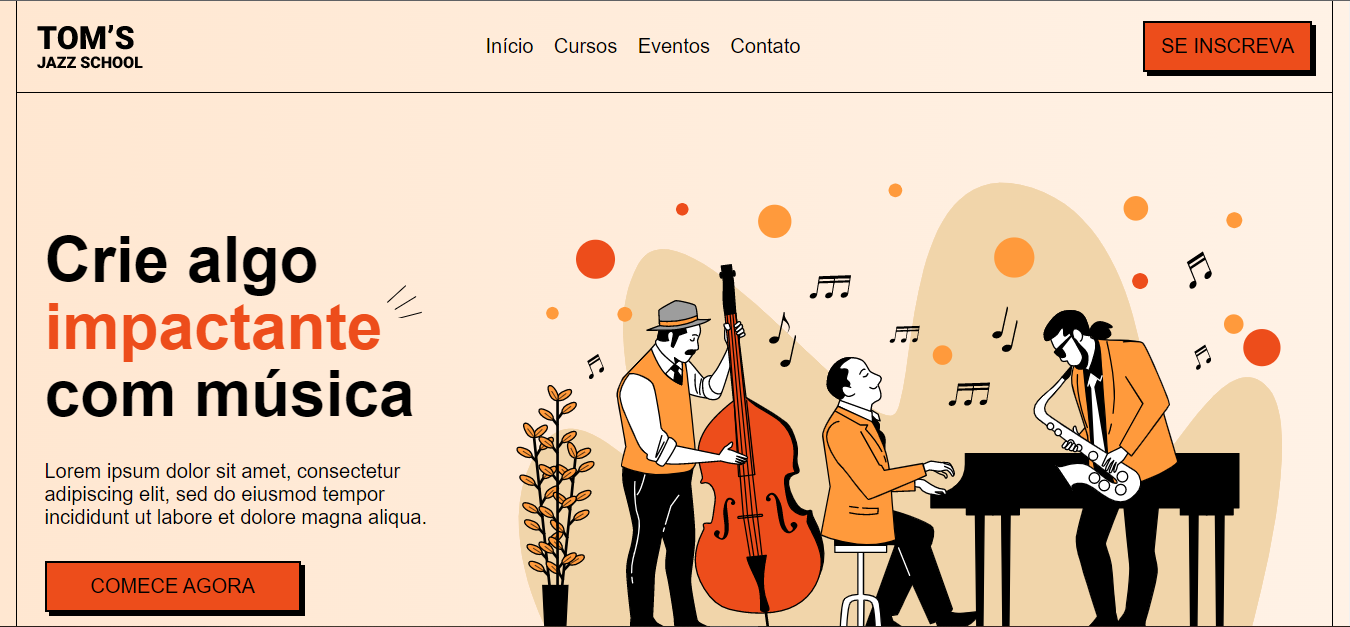 TOM’S
JAZZ SCHOOL
Início Cursos Eventos Contato
SE INSCREVA
Crie algo
impactante
com música
Lorem ipsum dolor sit amet, consectetur
adipiscing elit, sed do eiusmod tempor
incididunt ut labore et dolore magna aliqua.
COMECE AGORA